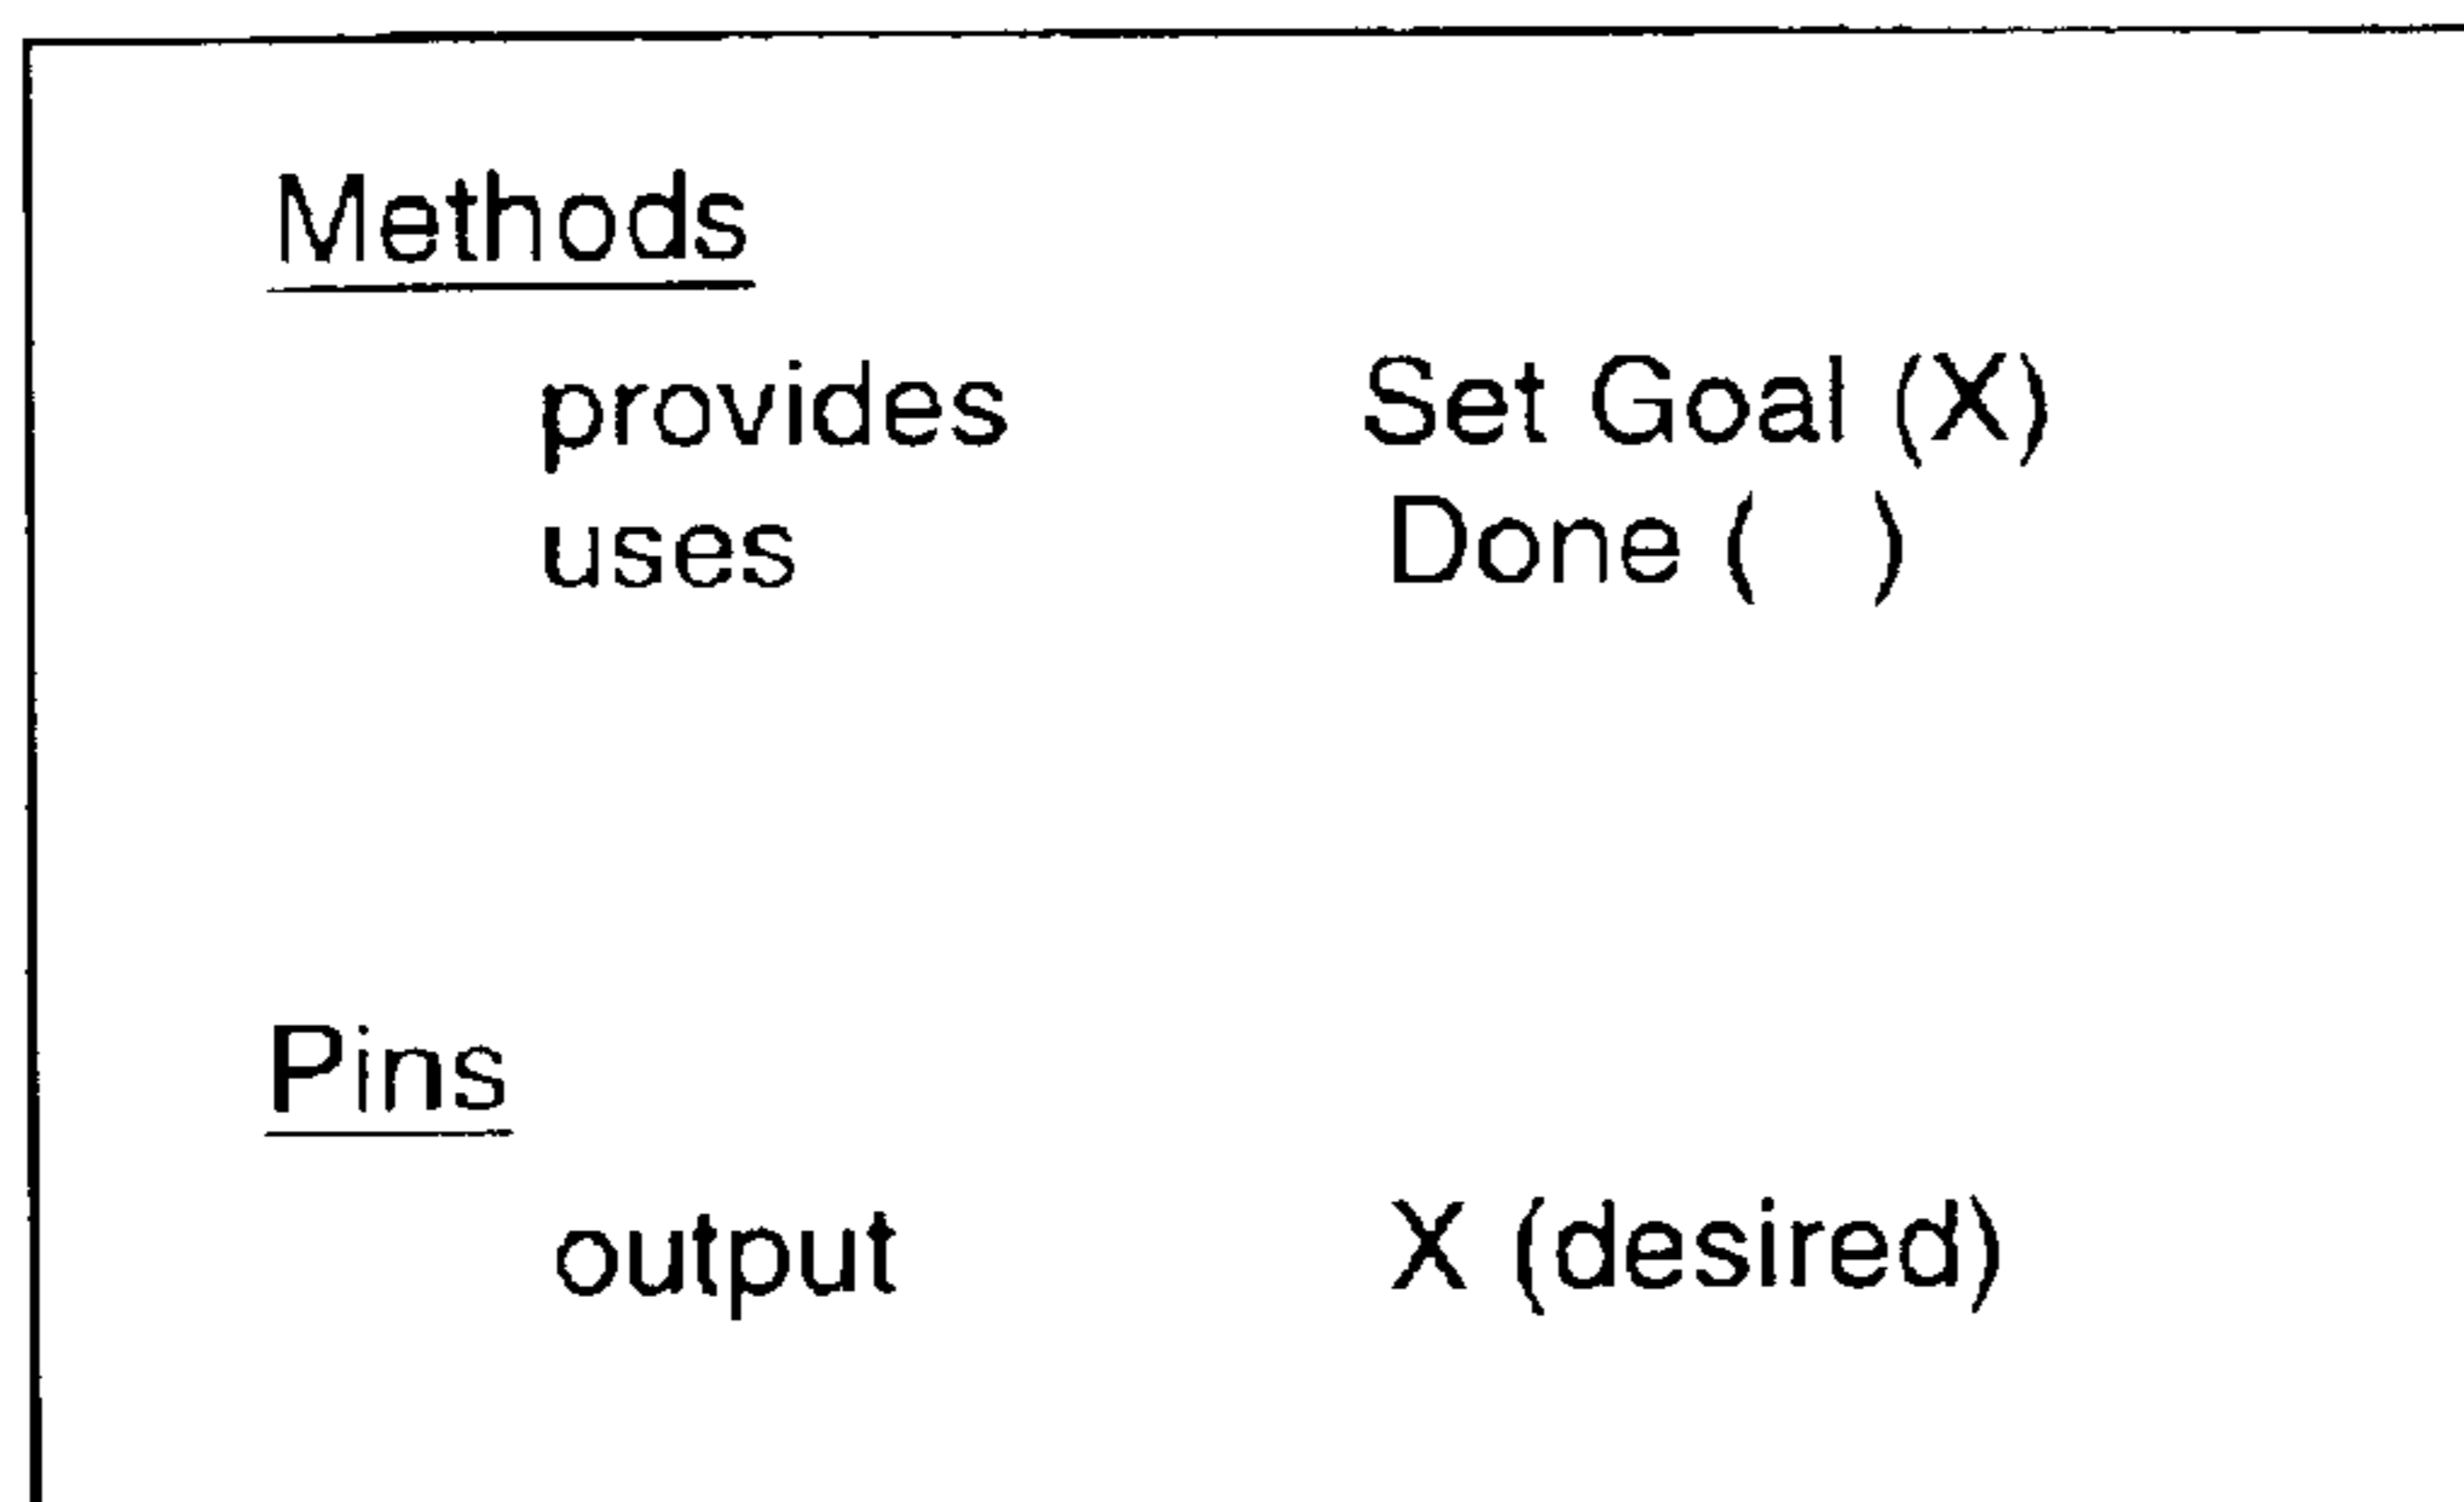 Methods
provides Set Goal (X)
uses Done ( )
Pins
output X (desired)